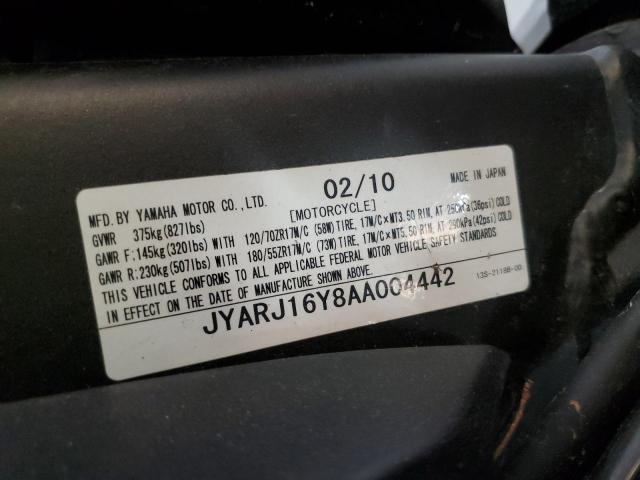 02/10 MADE IN JAPAN
MFD. BY YAMAHA MOTOR CO., LTD. [MOTORCYCLE]
GVWR 375kg(827lbs)
GAWR F:145kg(320lbs) WITH 120/70ZR17M/C (58W) TIRE, 17M/C×MT3.50 RIM, AT 250kPa(36psi) COLD
GAWR R:230kg(507lbs) WITH 180/55ZR17M/C (73W) TIRE, 17M/C×MT5.50 RIM, AT 290kPa(42psi) COLD
THIS VEHICLE CONFORMS TO ALL APPLICABLE FEDERAL MOTOR VEHICLE SAFETY STANDARDS
IN EFFECT ON THE DATE OF MANUFACTURE SHOWN ABOVE.
JYARJ16Y8AA004442 13S-2118B-00